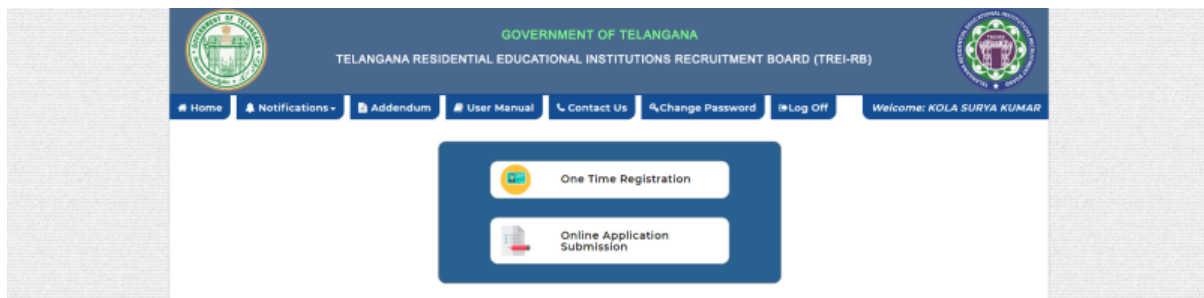 GOVERNMENT OF TELANGANA
TELANGANA RESIDENTIAL EDUCATIONAL INSTITUTIONS RECRUITMENT BOARD (TREI-RB)
Home Notifications Addendum User Manual Contact Us Change Password Log Off Welcome: KOLA SURYA KUMAR
One Time Registration
Online Application
Submission